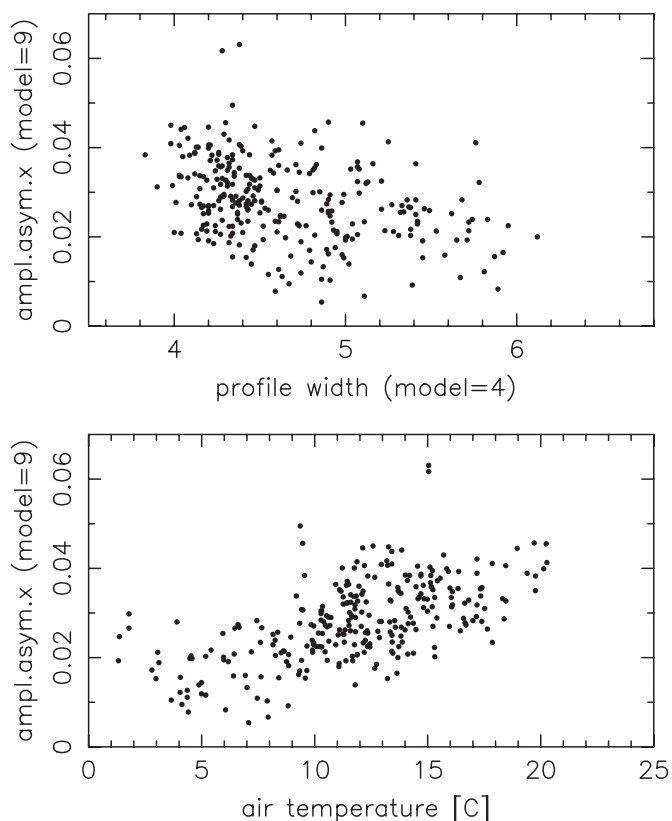 ampl.asym.x (model=9)
0 0.02 0.04 0.06
4 5 6
profile width (model=4)
ampl.asym.x (model=9)
0 0.02 0.04 0.06
0 5 10 15 20 25
air temperature [C]